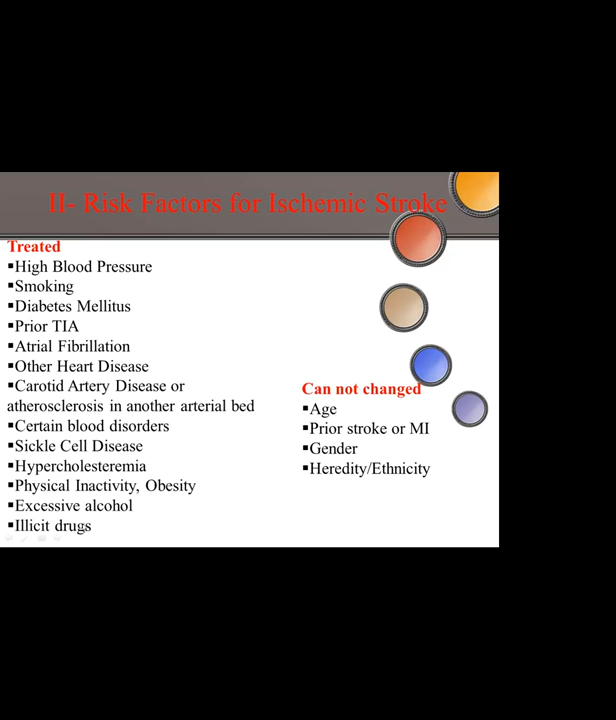 II- Risk Factors for Ischemic Stroke
Treated
▪High Blood Pressure
▪Smoking
▪Diabetes Mellitus
▪Prior TIA
▪Atrial Fibrillation
▪Other Heart Disease
▪Carotid Artery Disease or
atherosclerosis in another arterial bed
▪Certain blood disorders
▪Sickle Cell Disease
▪Hypercholesteremia
▪Physical Inactivity, Obesity
▪Excessive alcohol
▪Illicit drugs
Can not changed
▪Age
▪Prior stroke or MI
▪Gender
▪Heredity/Ethnicity